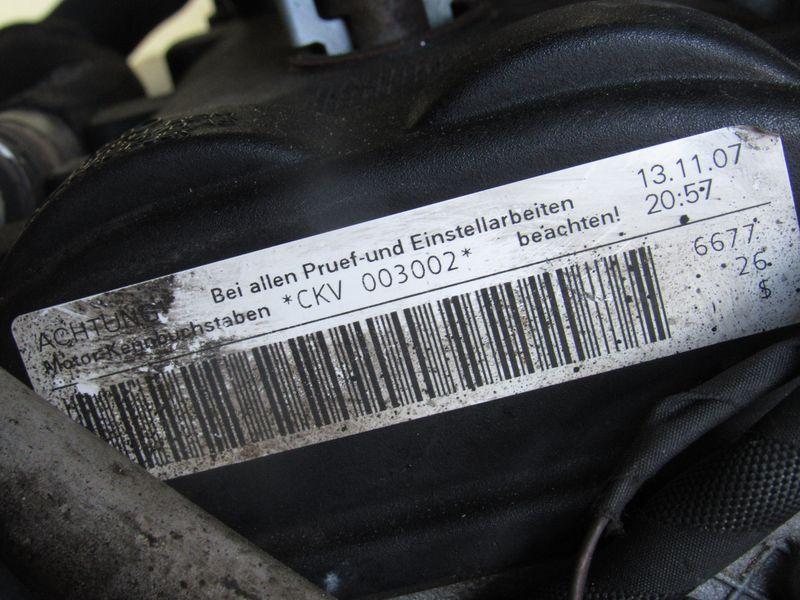 ACHTUNG Bei allen Pruef-und Einstellarbeiten 13.11.07
Motor-Kennbuchstaben *CKV 003002* beachten! 20:57
6677
26
$